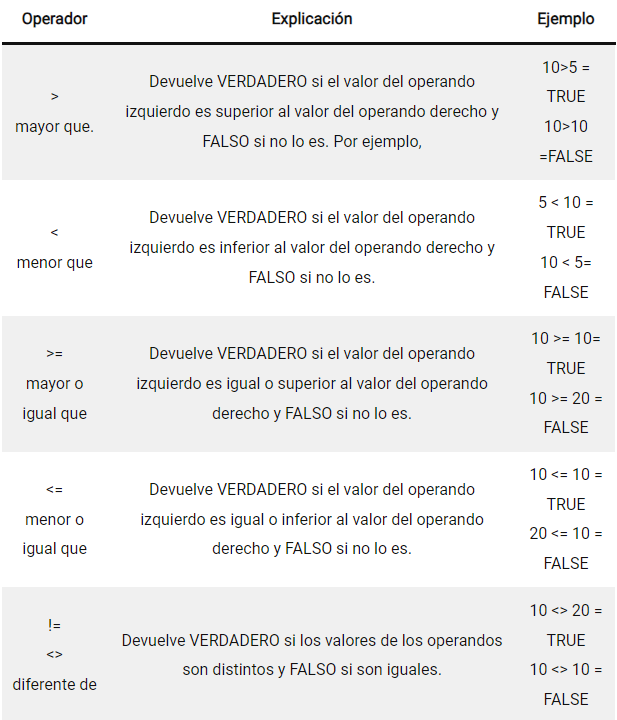 Operador Explicación Ejemplo
>
mayor que.
Devuelve VERDADERO si el valor del operando
izquierdo es superior al valor del operando derecho y
FALSO si no lo es. Por ejemplo,
10>5 =
TRUE
10>10
=FALSE
<
menor que
Devuelve VERDADERO si el valor del operando
izquierdo es inferior al valor del operando derecho y
FALSO si no lo es.
5 < 10 =
TRUE
10 < 5=
FALSE
>=
mayor o
igual que
Devuelve VERDADERO si el valor del operando
izquierdo es igual o superior al valor del operando
derecho y FALSO si no lo es.
10 >= 10=
TRUE
10 >= 20 =
FALSE
<=
menor o
igual que
Devuelve VERDADERO si el valor del operando
izquierdo es igual o inferior al valor del operando
derecho y FALSO si no lo es.
10 <= 10 =
TRUE
20 <= 10 =
FALSE
!=
<>
diferente de
Devuelve VERDADERO si los valores de los operandos
son distintos y FALSO si son iguales.
10 <> 20 =
TRUE
10 <> 10 =
FALSE